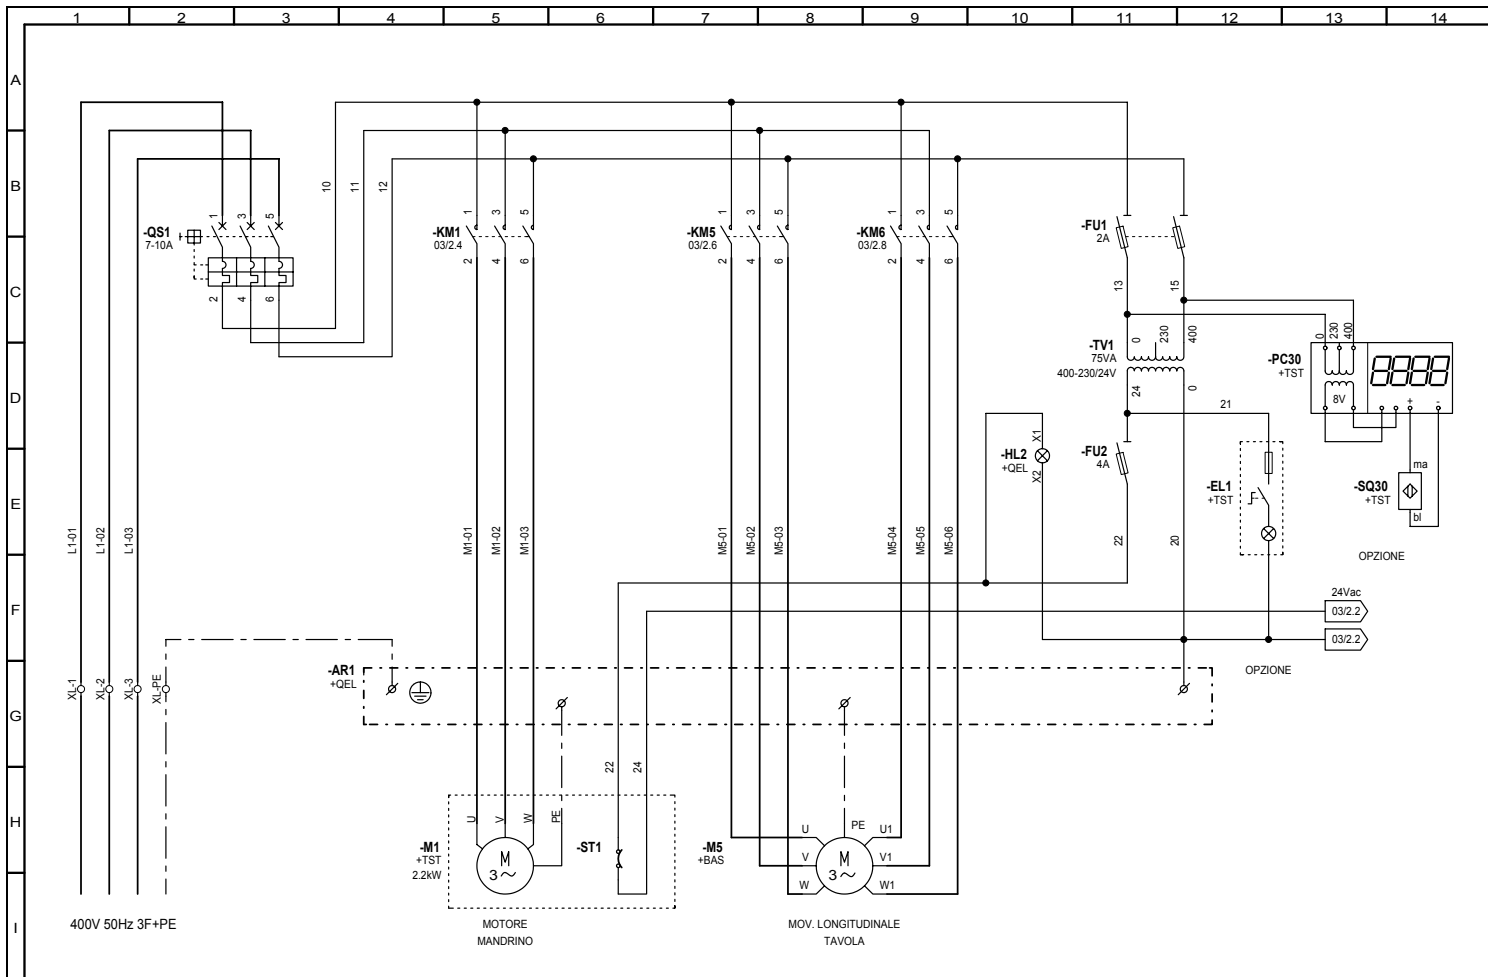 1 2 3 4 5 6 7 8 9 10 11 12 13 14
A
B
C
D
E
F
G
H
I
10
11
12
-QS1
7-10A
1 3 5
2 4 6
-KM1
03/2.4
1 3 5
2 4 6
-KM5
03/2.6
1 3 5
2 4 6
-KM6
03/2.8
1 3 5
2 4 6
-FU1
2A
13
15
-TV1
75VA
400-230/24V
0 230 400
24 0
21
-PC30
+TST
0 230 400
8V
+ -
-HL2
+QEL
X1
X2
-FU2
4A
-EL1
+TST
-SQ30
+TST
ma
bl
OPZIONE
L1-01
L1-02
L1-03
M1-01
M1-02
M1-03
M5-01
M5-02
M5-03
M5-04
M5-05
M5-06
22
20
24Vac
03/2.2
03/2.2
OPZIONE
-AR1
+QEL
XL-1
XL-2
XL-3
XL-PE
22
24
-M1
+TST
2.2kW
U V W PE
M
3
-ST1
-M5
+BAS
U PE U1
V V1
W W1
M
3
400V 50Hz 3F+PE
MOTORE
MANDRINO
MOV. LONGITUDINALE
TAVOLA